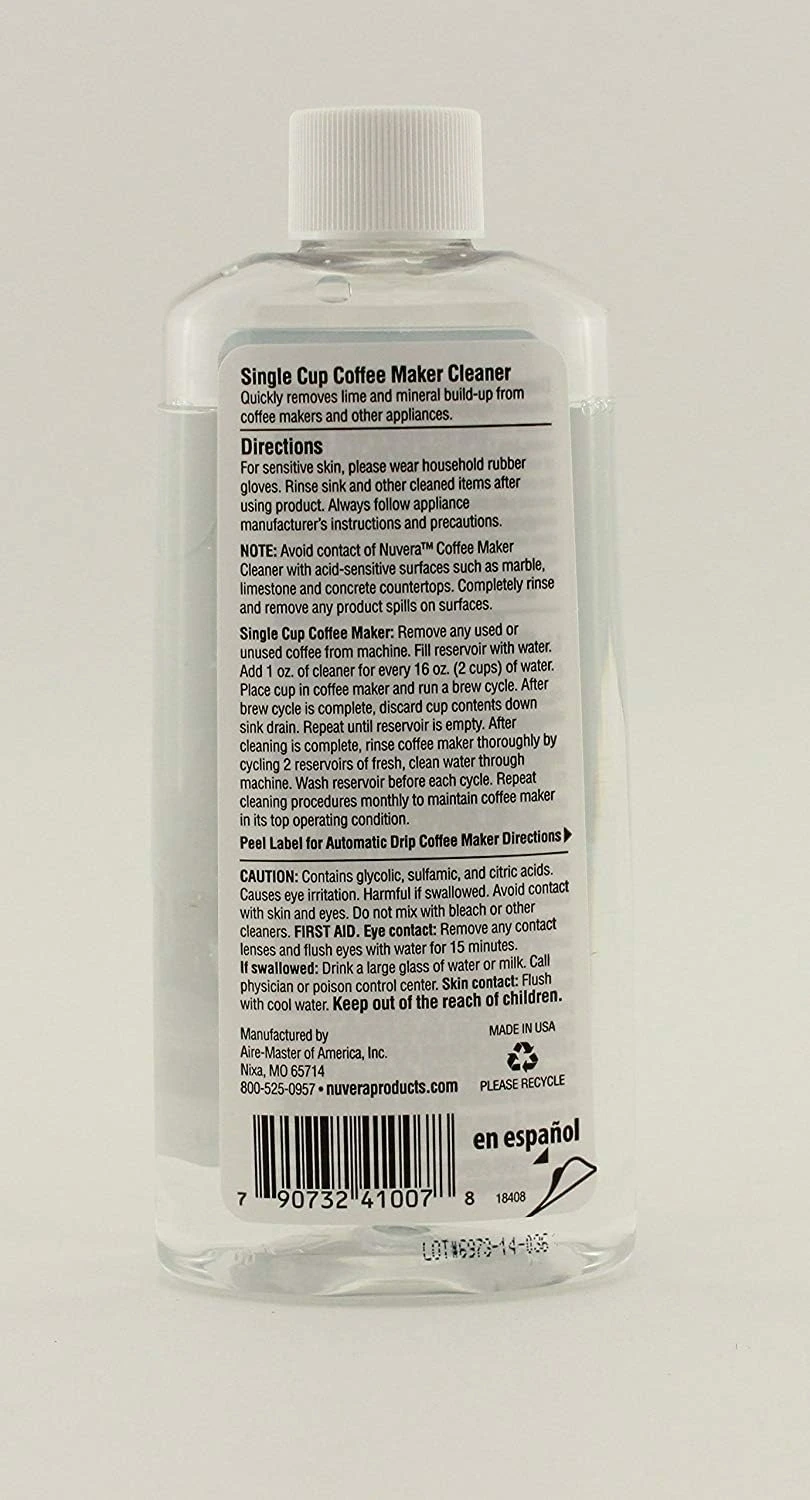 Single Cup Coffee Maker Cleaner
Quickly removes lime and mineral build-up from
coffee makers and other appliances.
Directions
For sensitive skin, please wear household rubber
gloves. Rinse sink and other cleaned items after
using product. Always follow appliance
manufacturer's instructions and precautions.
NOTE: Avoid contact of Nuvera™ Coffee Maker
Cleaner with acid-sensitive surfaces such as marble,
limestone and concrete countertops. Completely rinse
and remove any product spills on surfaces.
Single Cup Coffee Maker: Remove any used or
unused coffee from machine. Fill reservoir with water.
Add 1 oz. of cleaner for every 16 oz. (2 cups) of water.
Place cup in coffee maker and run a brew cycle. After
brew cycle is complete, discard cup contents down
sink drain. Repeat until reservoir is empty. After
cleaning is complete, rinse coffee maker thoroughly by
cycling 2 reservoirs of fresh, clean water through
machine. Wash reservoir before each cycle. Repeat
cleaning procedures monthly to maintain coffee maker
in its top operating condition.
Peel Label for Automatic Drip Coffee Maker Directions
CAUTION: Contains glycolic, sulfamic, and citric acids.
Causes eye irritation. Harmful if swallowed. Avoid contact
with skin and eyes. Do not mix with bleach or other
cleaners. FIRST AID. Eye contact: Remove any contact
lenses and flush eyes with water for 15 minutes.
If swallowed: Drink a large glass of water or milk. Call
physician or poison control center. Skin contact: Flush
with cool water. Keep out of the reach of children.
Manufactured by
Aire-Master of America, Inc.
Nixa, MO 65714
800-525-0957 • nuveraproducts.com
MADE IN USA
PLEASE RECYCLE
en español
7 90732 41007 8
18408
LOT#6973-14-036